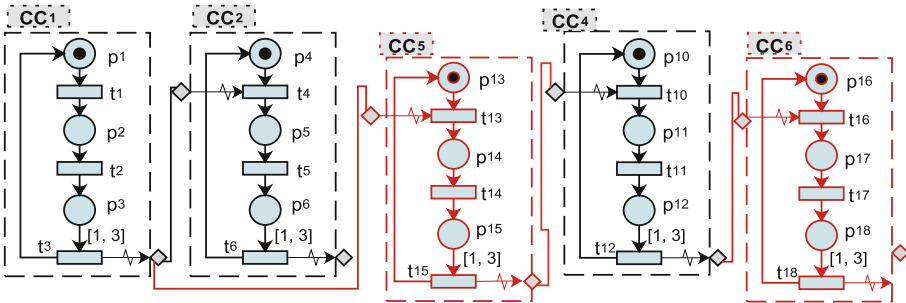 CC1
p1
t1
p2
t2
p3
[1, 3]
t3
CC2
p4
t4
p5
t5
p6
[1, 3]
t6
CC5
p13
t13
p14
t14
p15
[1, 3]
t15
CC4
p10
t10
p11
t11
p12
[1, 3]
t12
CC6
p16
t16
p17
t17
p18
[1, 3]
t18